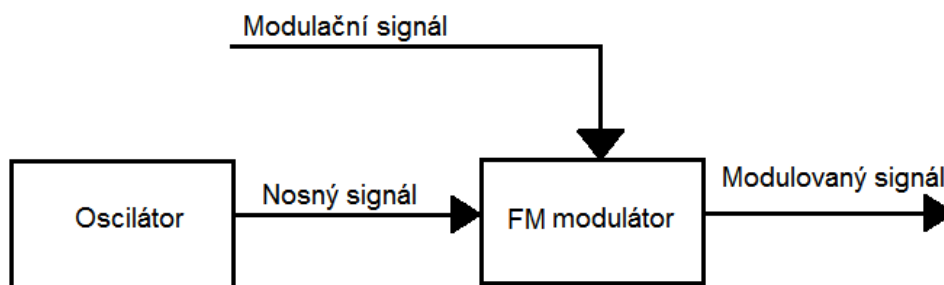 Modulační signál
Oscilátor
Nosný signál
FM modulátor
Modulovaný signál